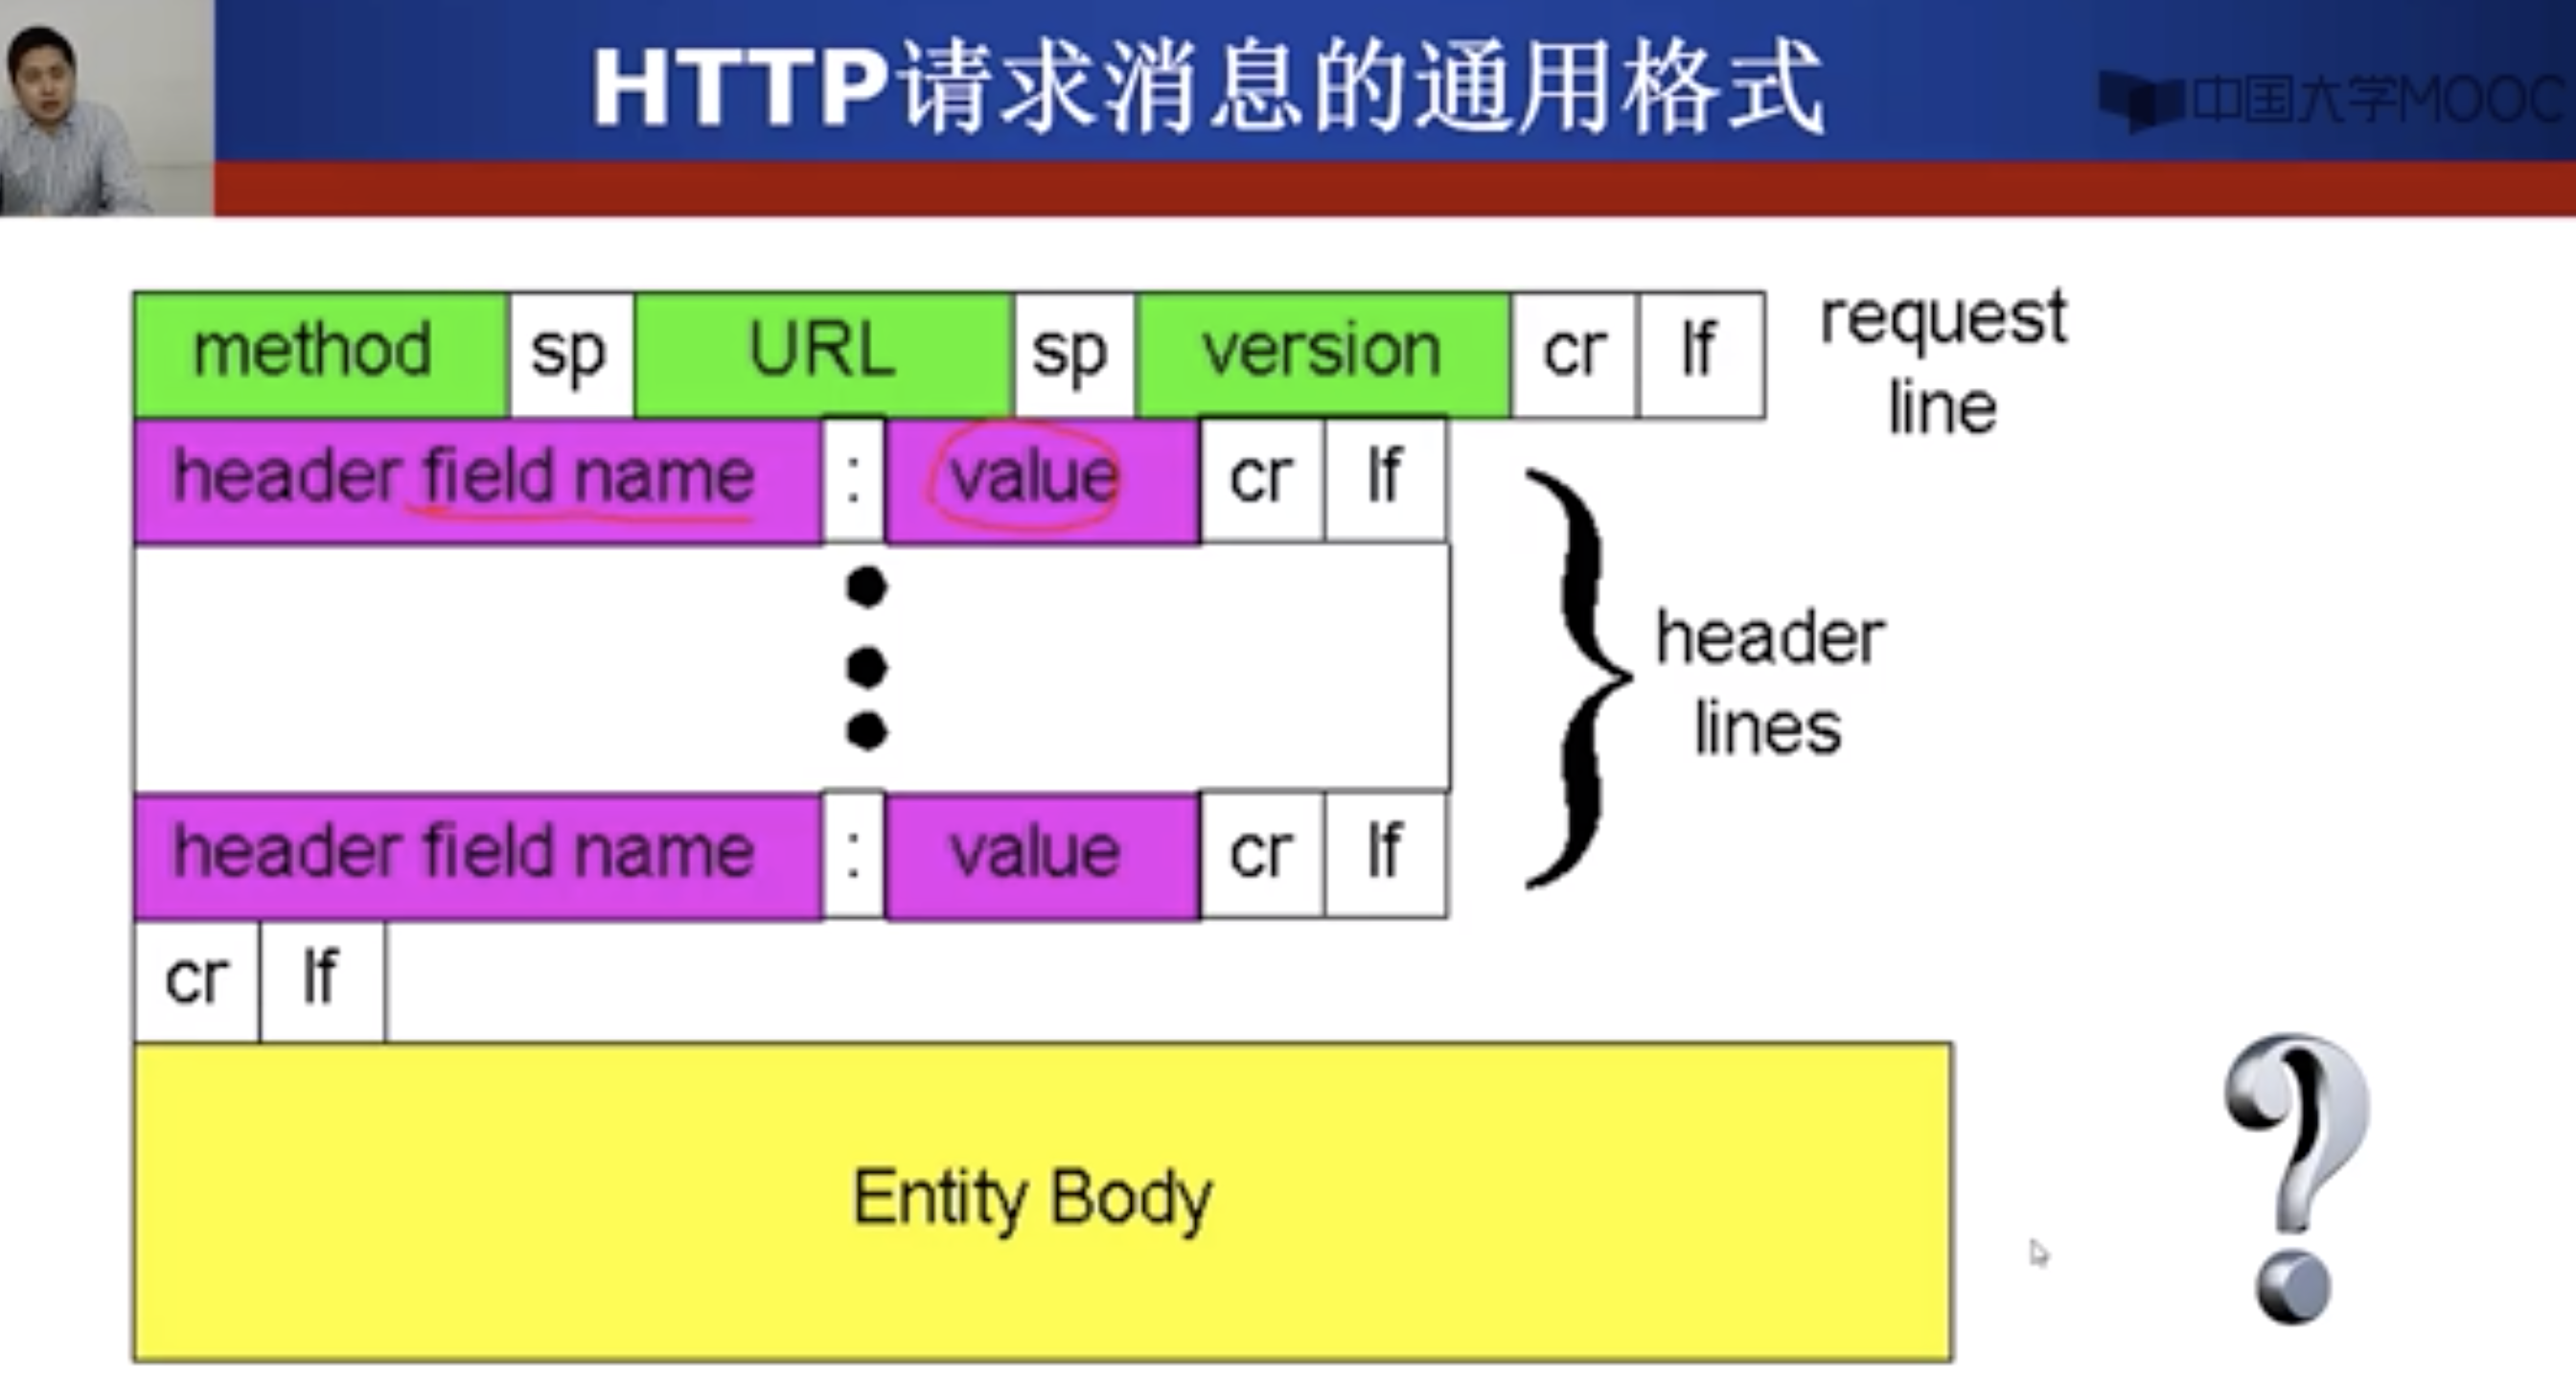 HTTP请求消息的通用格式
中国大学MOOC
method sp URL sp version cr lf
request
line
header field name : value cr lf
header
lines
header field name : value cr lf
cr lf
Entity Body
?